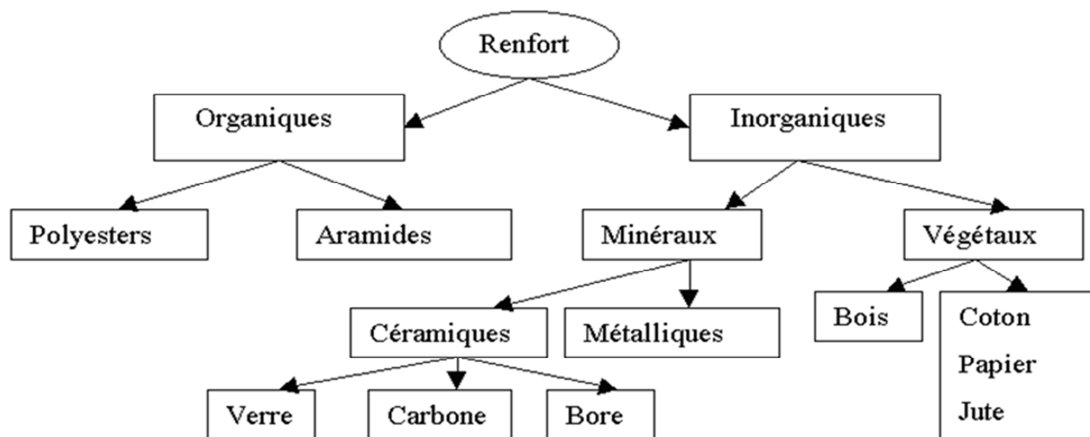 Renfort
Organiques
Inorganiques
Polyesters
Aramides
Minéraux
Végétaux
Céramiques
Métalliques
Bois
Coton
Papier
Jute
Verre
Carbone
Bore